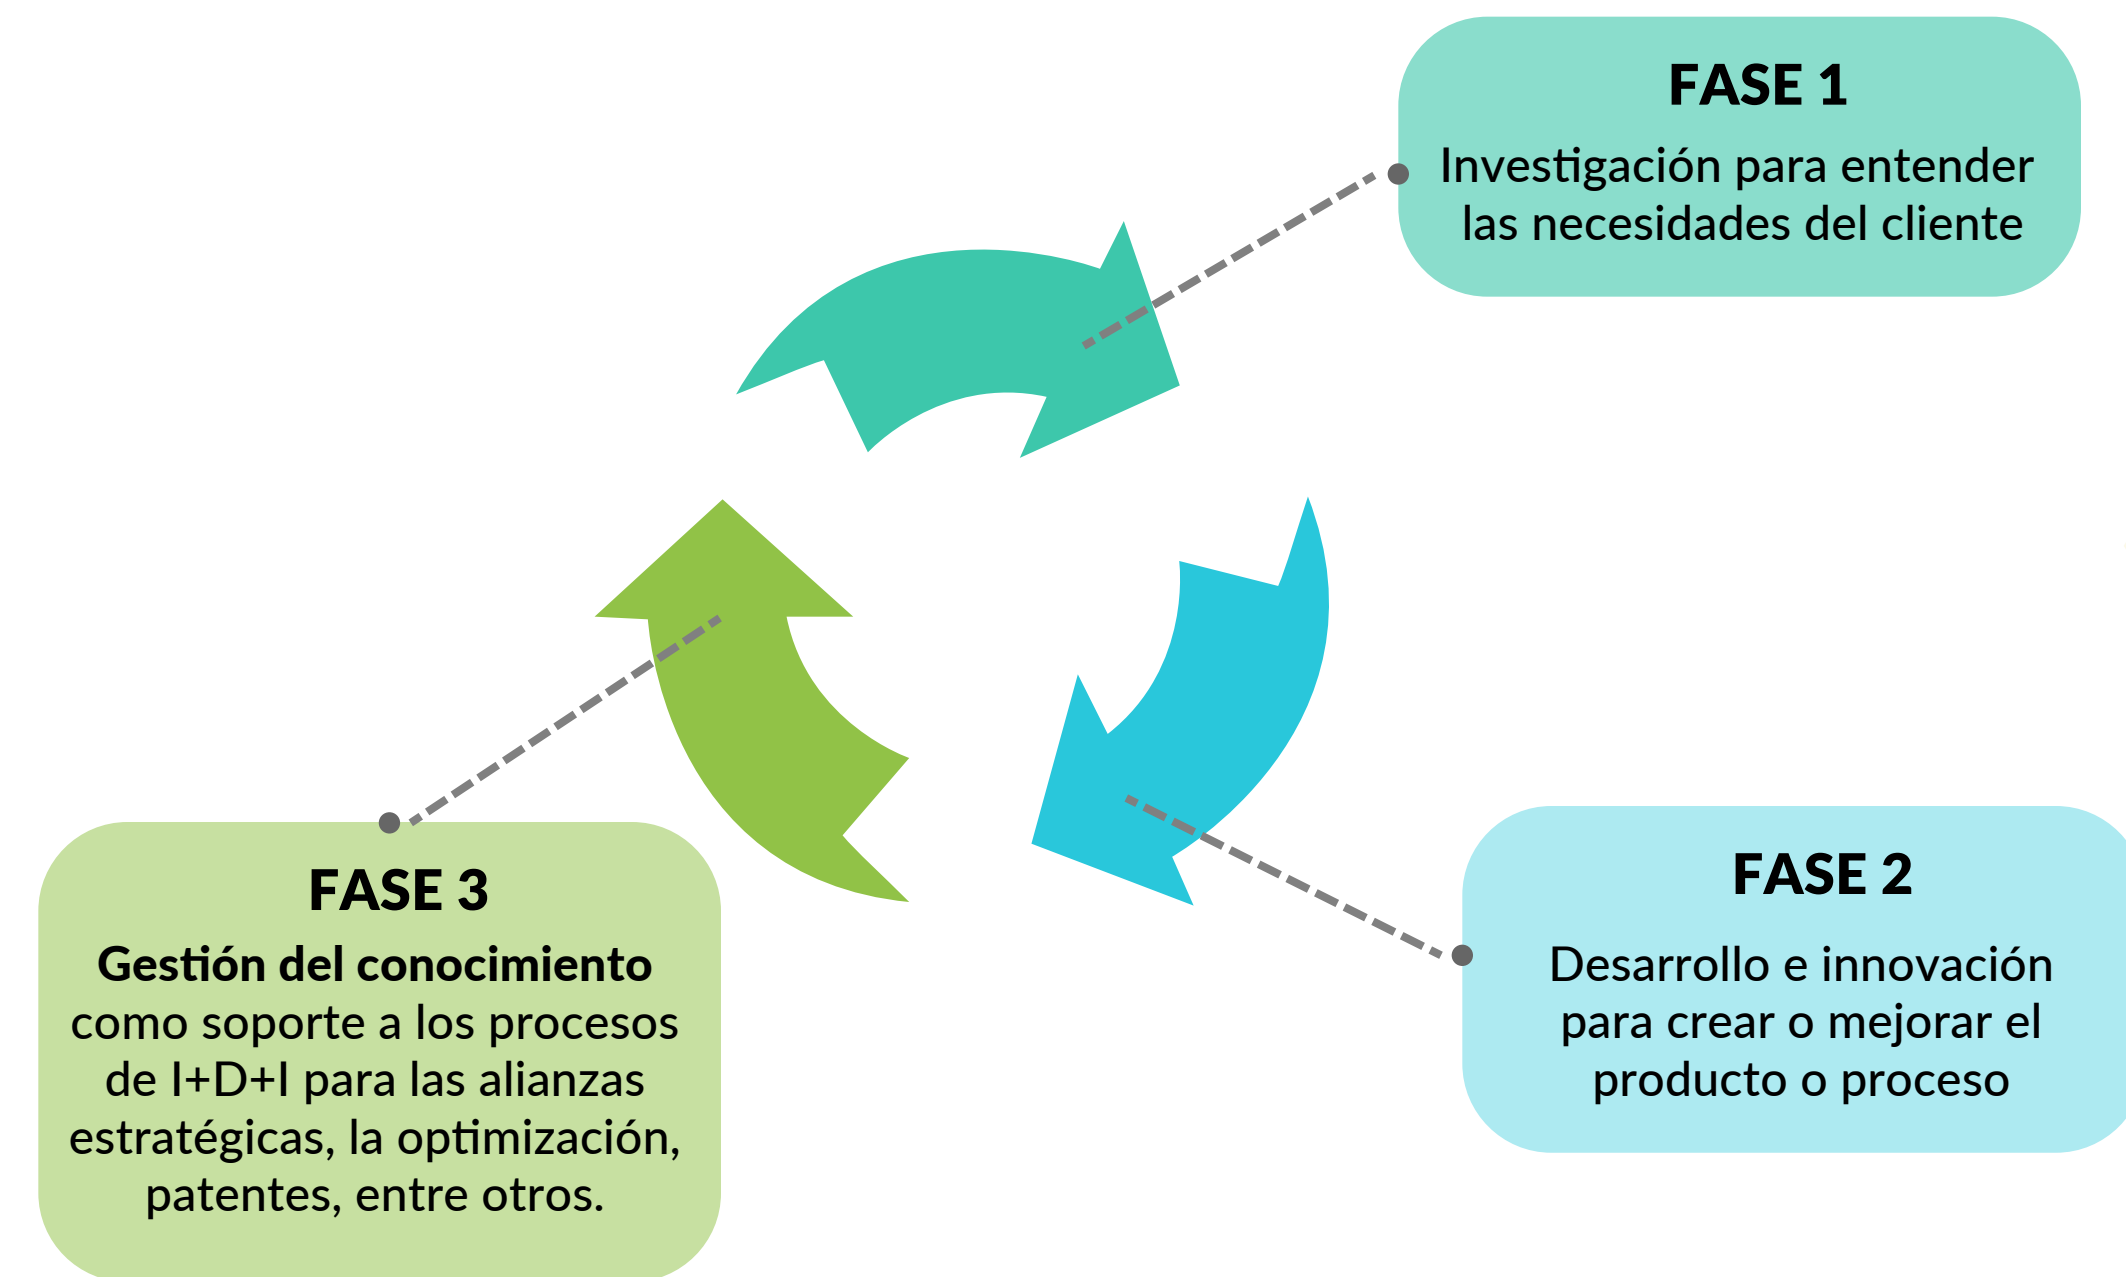 FASE 1
Investigación para entender
las necesidades del cliente
FASE 2
Desarrollo e innovación
para crear o mejorar el
producto o proceso
FASE 3
Gestión del conocimiento
como soporte a los procesos
de I+D+I para las alianzas
estratégicas, la optimización,
patentes, entre otros.